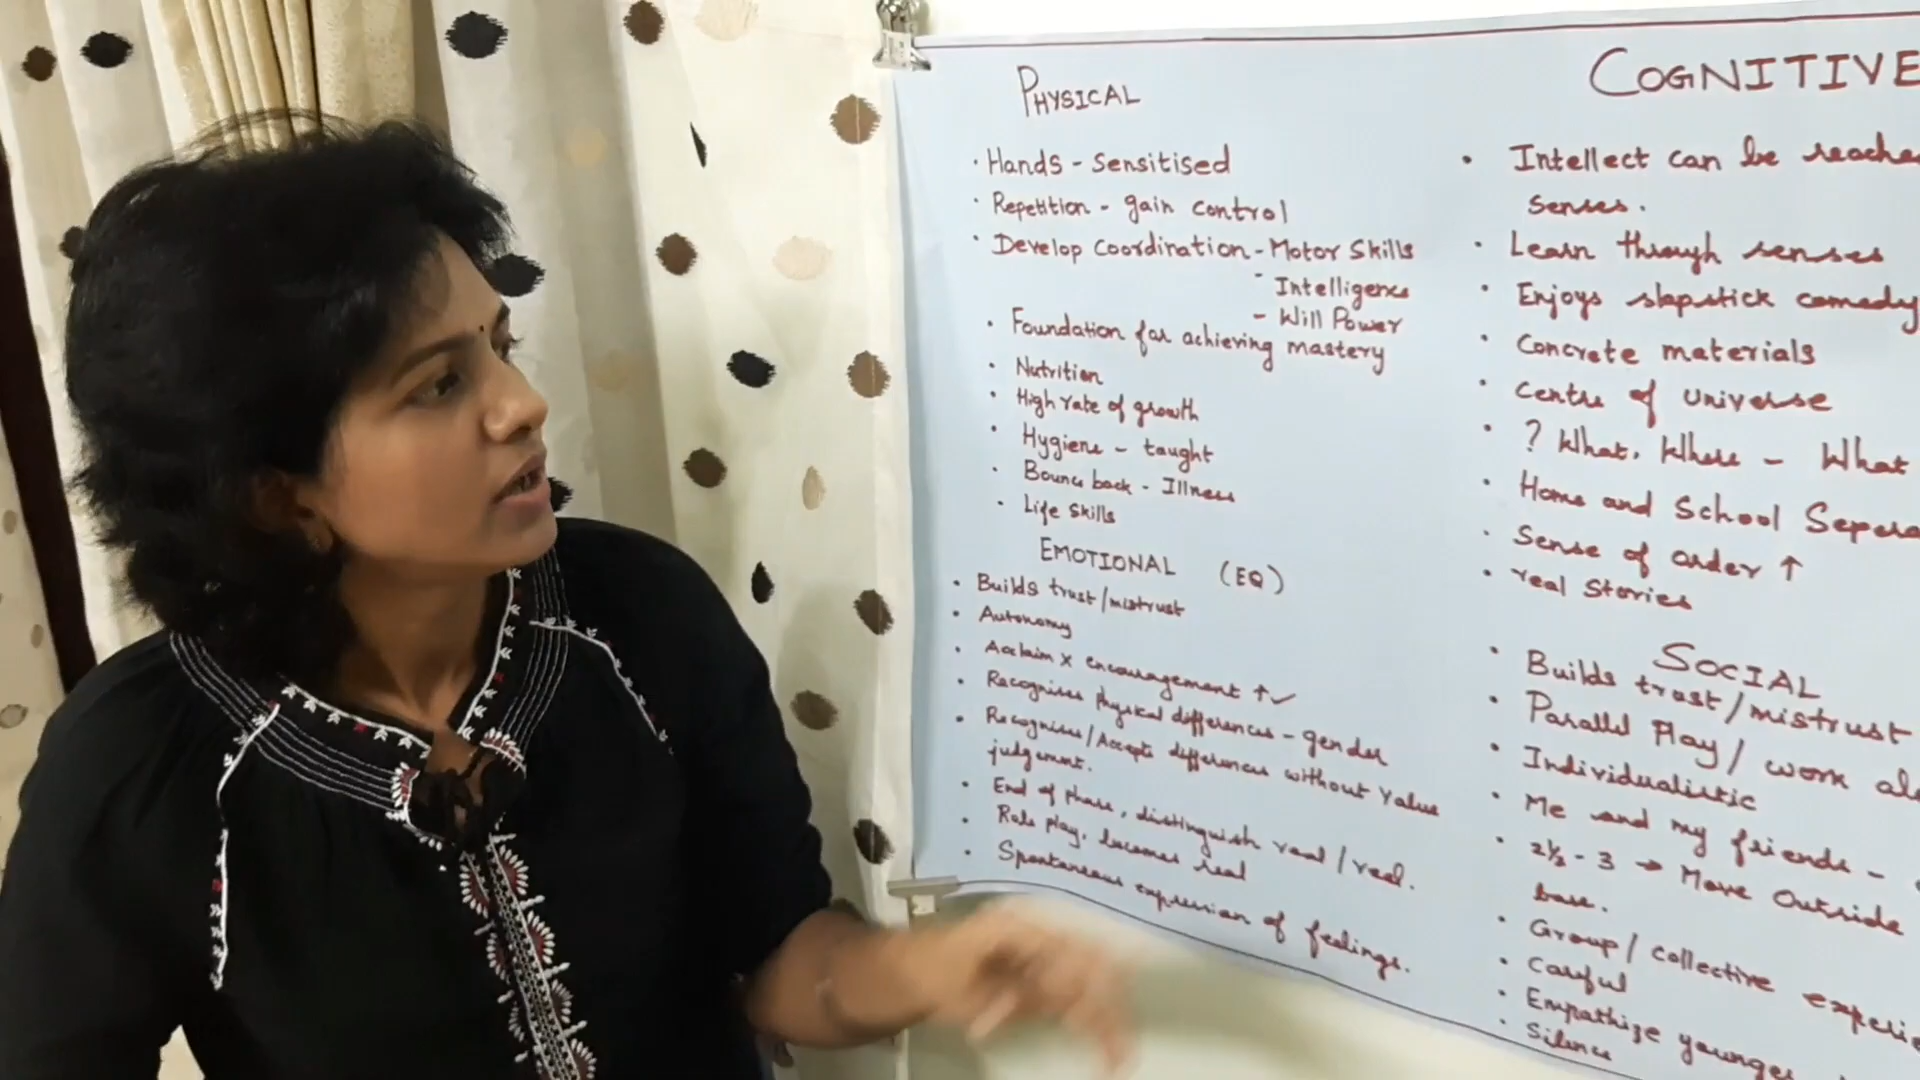 PHYSICAL
· Hands - Sensitised
· Repetition - gain control
· Develop coordination - Motor Skills
- Intelligence
- Will Power
· Foundation for achieving mastery
· Nutrition
· High rate of growth
· Hygiene - taught
· Bounce back - Illness
· Life Skills
EMOTIONAL (EQ)
· Builds trust/mistrust
· Autonomy
· Acclaim x encouragement ↑✓
· Recognises Physical differences - gender
· Recognises/Accepts differences without Value
judgement.
· End of phase, distinguish real/reel.
· Role play, becomes real
· Spontaneous expression of feelings.
COGNITIVE
· Intellect can be
senses.
· Learn through senses
· Enjoys slapstick comedy
· Concrete materials
· Centre of Universe
· ? What, Where - What
· Home and School
· Sense of order ↑
· real Stories
SOCIAL
· Builds trust/mistrust
· Parallel Play/ work
· Individualistic
· Me and my friends -
· 2½ - 3 → Move Outside
base.
· Group/ collective
· Careful
· Empathize
· Silence